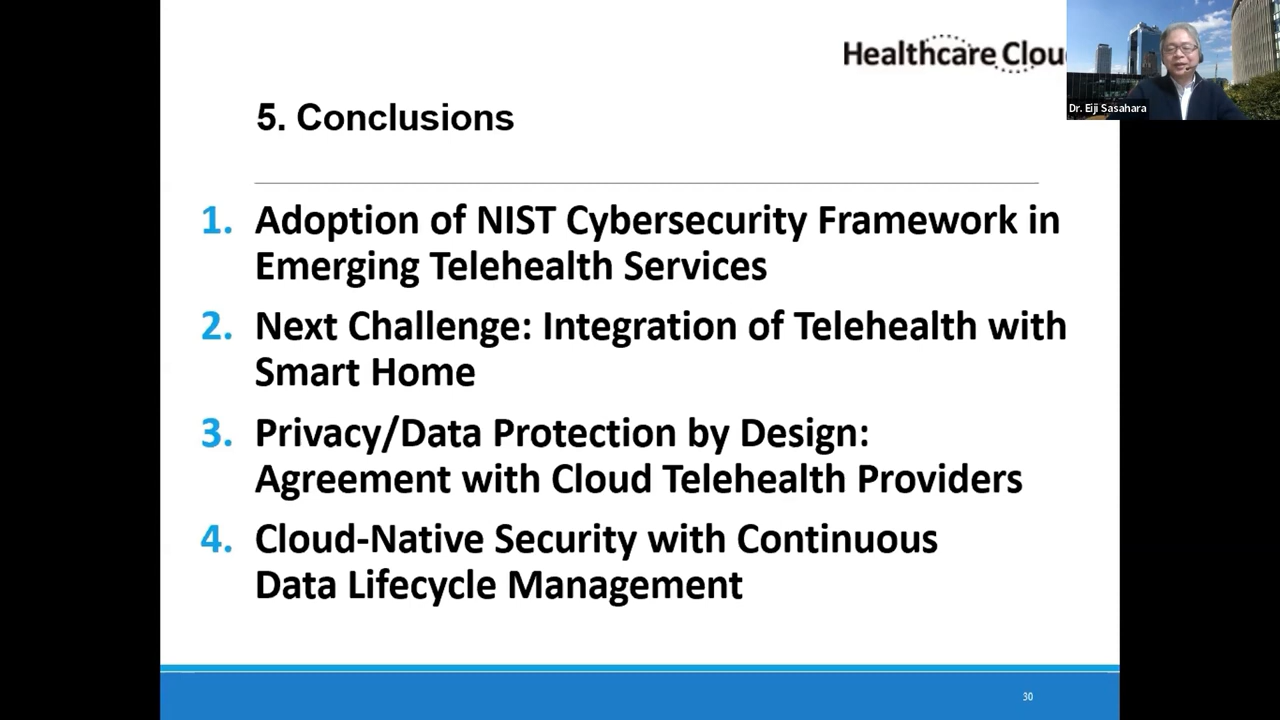 Healthcare Clou
Dr. Eiji Sasahara
5. Conclusions
1. Adoption of NIST Cybersecurity Framework in
Emerging Telehealth Services
2. Next Challenge: Integration of Telehealth with
Smart Home
3. Privacy/Data Protection by Design:
Agreement with Cloud Telehealth Providers
4. Cloud-Native Security with Continuous
Data Lifecycle Management
30